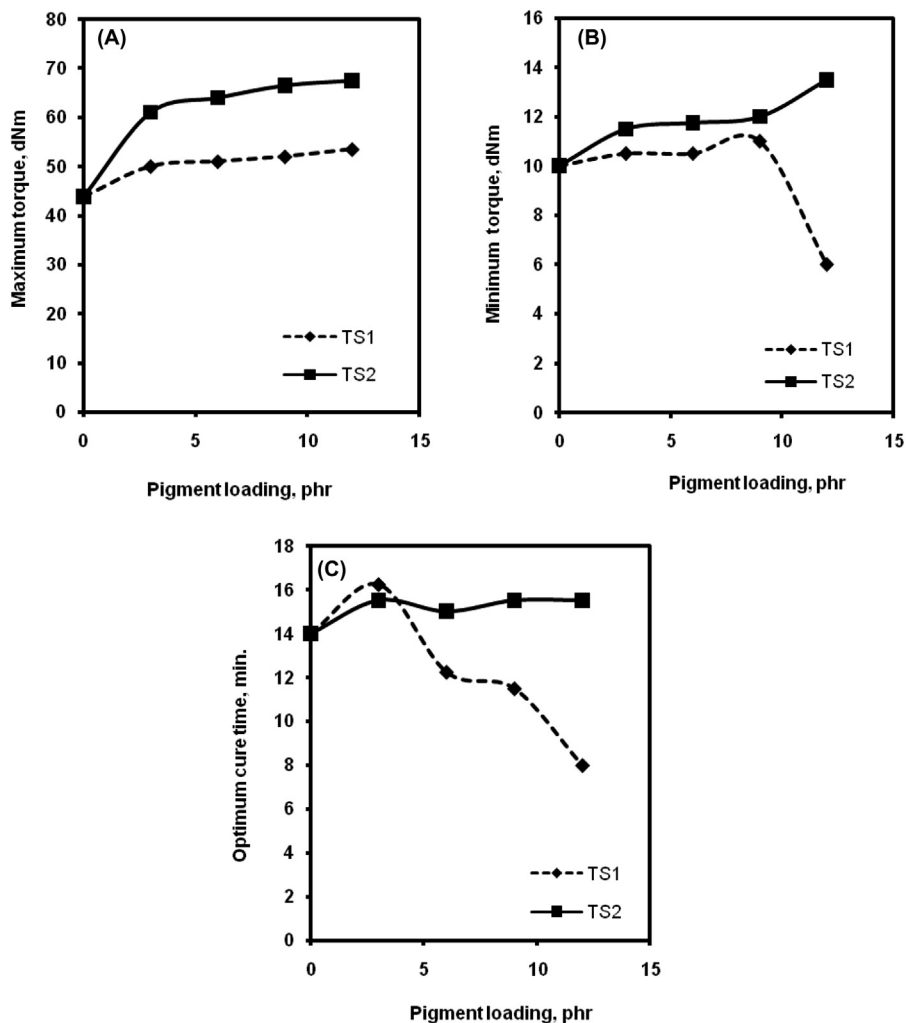 (A)
Maximum torque, dNm
80
70
60
50
40
30
20
10
0
TS1
TS2
0 5 10 15
Pigment loading, phr
(B)
Minimum torque, dNm
16
14
12
10
8
6
4
2
0
TS1
TS2
0 5 10 15
Pigment loading, phr
(C)
Optimum cure time, min.
18
16
14
12
10
8
6
4
2
0
TS1
TS2
0 5 10 15
Pigment loading, phr